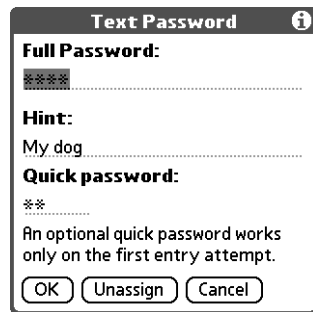 Text Password
Full Password:
****
Hint:
My dog
Quick password:
**
An optional quick password works
only on the first entry attempt.
OK Unassign Cancel